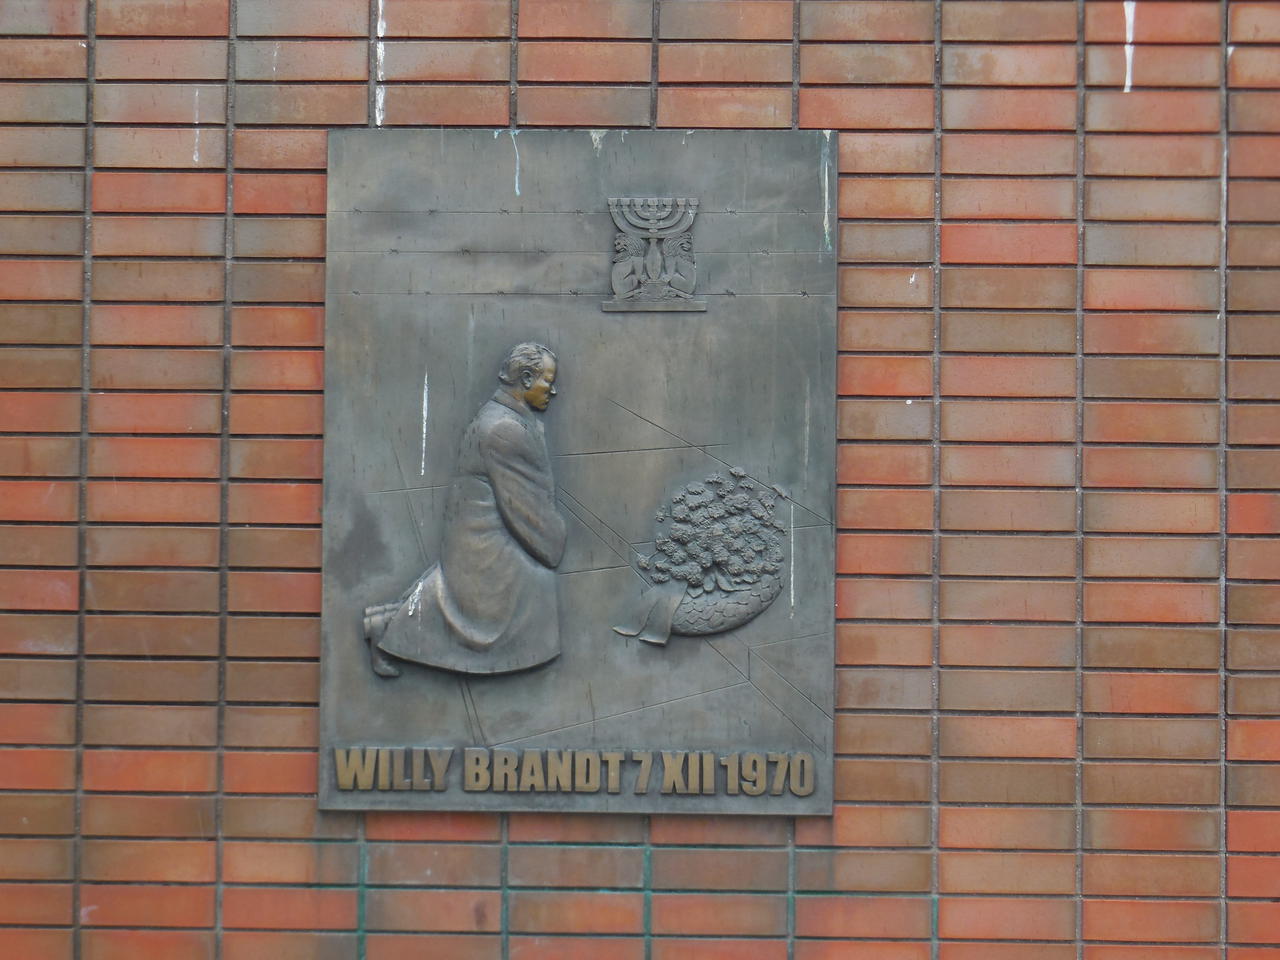 WILLY BRANDT 7 XII 1970